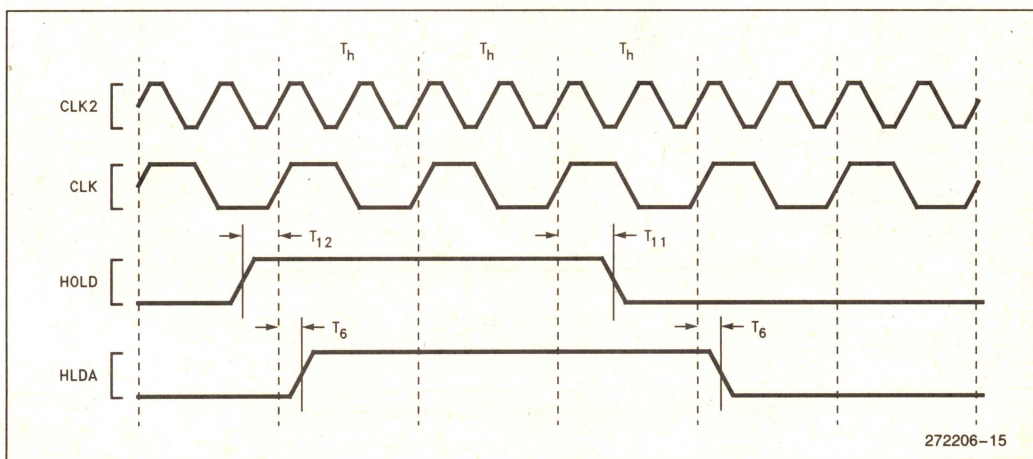 Th Th Th
CLK2
CLK
T12 T11
HOLD
T6 T6
HLDA
272206-15